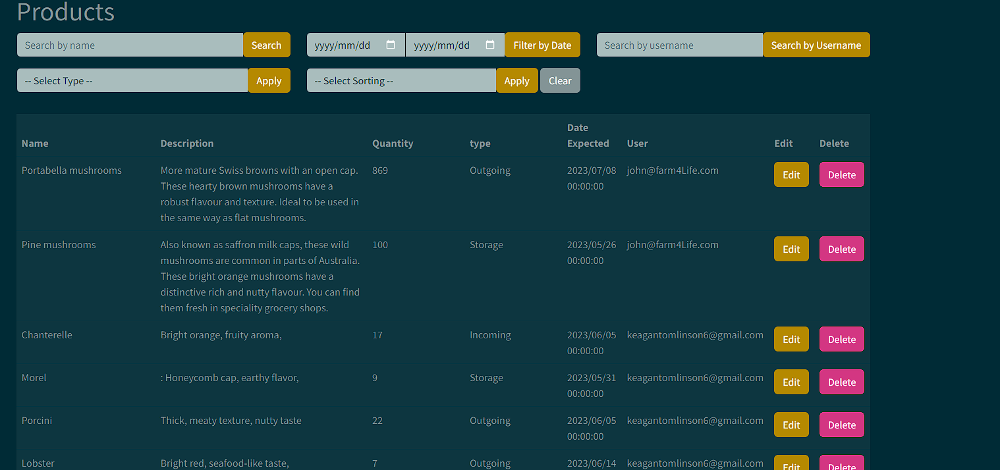 Products
Search by name Search yyyy/mm/dd yyyy/mm/dd Filter by Date Search by username Search by Username
-- Select Type -- Apply -- Select Sorting -- Apply Clear
Date
Name Description Quantity type Expected User Edit Delete
Portabella mushrooms More mature Swiss browns with an open cap. 869 Outgoing 2023/07/08 john@farm4Life.com Edit Delete
These hearty brown mushrooms have a 00:00:00
robust flavour and texture. Ideal to be used in
the same way as flat mushrooms.
Pine mushrooms Also known as saffron milk caps, these wild 100 Storage 2023/05/26 john@farm4Life.com Edit Delete
mushrooms are common in parts of Australia. 00:00:00
These bright orange mushrooms have a
distinctive rich and nutty flavour. You can find
them fresh in speciality grocery shops.
Chanterelle Bright orange, fruity aroma, 17 Incoming 2023/06/05 keagantomlinson6@gmail.com Edit Delete
00:00:00
Morel : Honeycomb cap, earthy flavor, 9 Storage 2023/05/31 keagantomlinson6@gmail.com Edit Delete
00:00:00
Porcini Thick, meaty texture, nutty taste 22 Outgoing 2023/06/05 keagantomlinson6@gmail.com Edit Delete
00:00:00
Lobster Bright red, seafood-like taste, 7 Outgoing 2023/06/14 keagantomlinson6@gmail.com Edit Delete